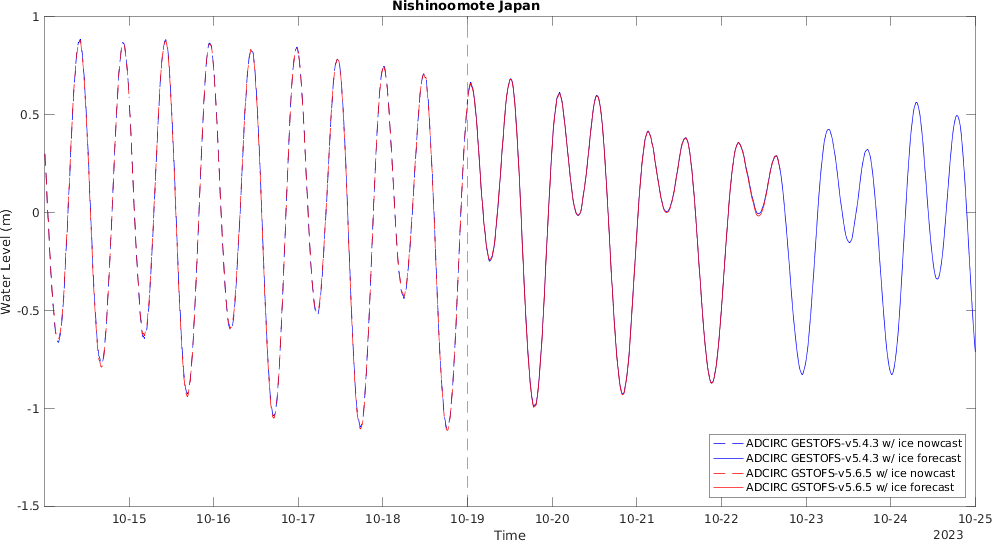 Nishinoomote Japan
1
0.5
0
-0.5
-1
-1.5
Water Level (m)
10-15
10-16
10-17
10-18
10-19
10-20
10-21
10-22
10-23
10-24
10-25
Time
2023
ADCIRC GESTOFS-v5.4.3 w/ ice nowcast
ADCIRC GESTOFS-v5.4.3 w/ ice forecast
ADCIRC GSTOFS-v5.6.5 w/ ice nowcast
ADCIRC GSTOFS-v5.6.5 w/ ice forecast